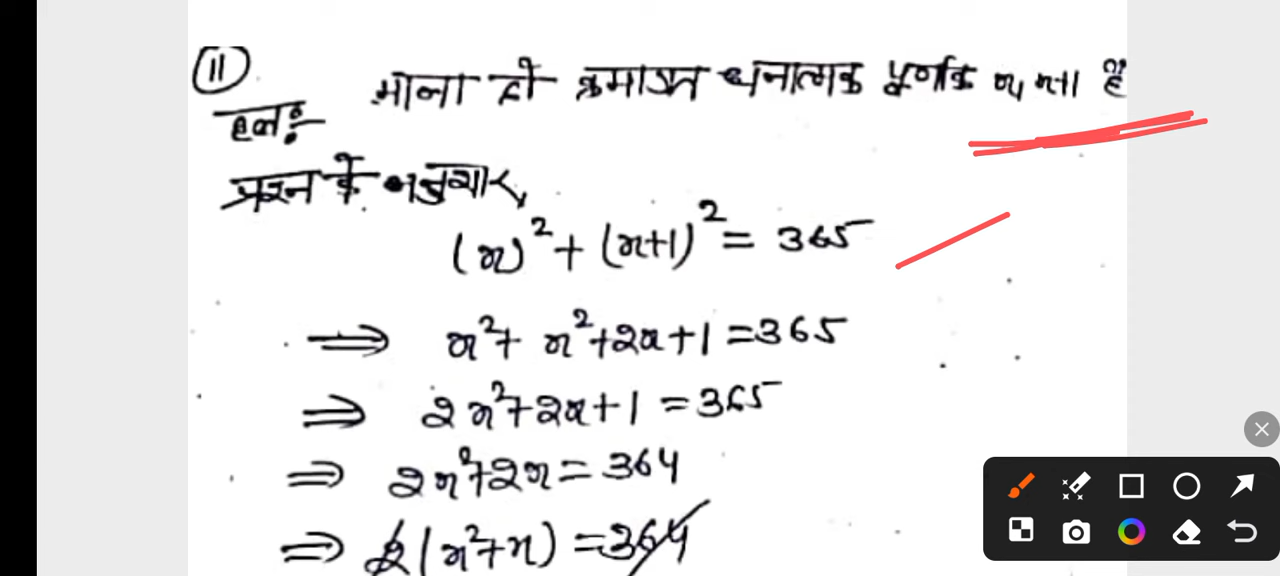 11
हल:
माना दो क्रमागत धनात्मक पूर्णांक x, x+1 हैं
प्रश्न के अनुसार,
(x)² + (x+1)² = 365
⇒ x² + x² + 2x + 1 = 365
⇒ 2x² + 2x + 1 = 365
⇒ 2x² + 2x = 364
⇒ 2(x² + x) = 364